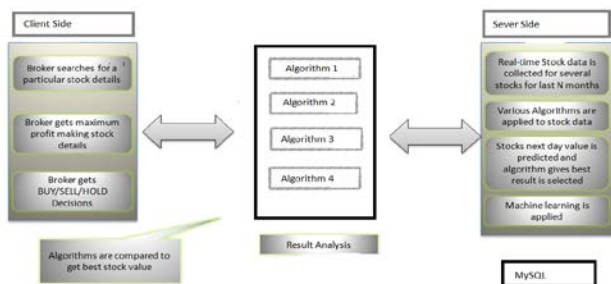 Client Side
Broker searches for a
particular stock details
Broker gets maximum
profit making stock
details
Broker gets
BUY/SELL/HOLD
Decisions
Algorithms are compared to
get best stock value
Algorithm 1
Algorithm 2
Algorithm 3
Algorithm 4
Result Analysis
Sever Side
Real-time Stock data is
collected for several
stocks for last N months
Various Algorithms are
applied to stock data
Stocks next day value is
predicted and
algorithm gives best
result is selected
Machine learning is
applied
MySQL